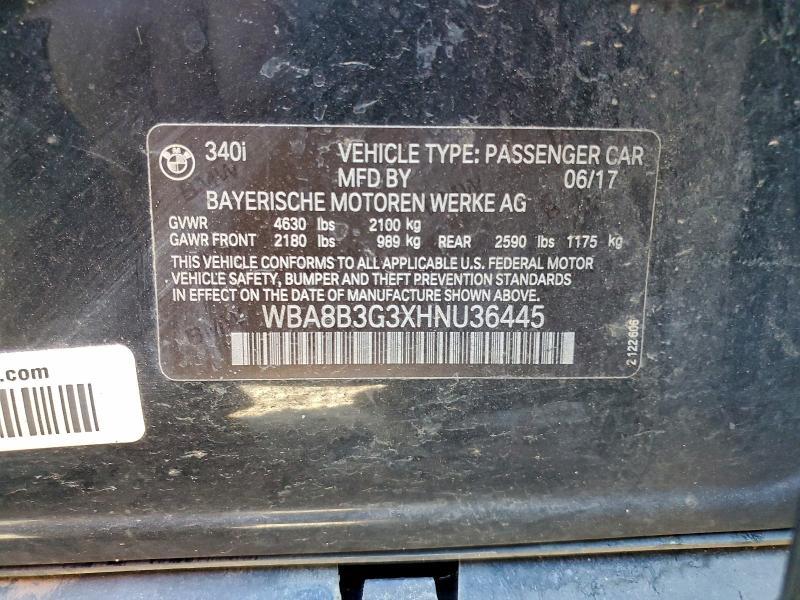 340i VEHICLE TYPE: PASSENGER CAR
MFD BY 06/17
BAYERISCHE MOTOREN WERKE AG
GVWR 4630 lbs 2100 kg
GAWR FRONT 2180 lbs 989 kg REAR 2590 lbs 1175 kg
THIS VEHICLE CONFORMS TO ALL APPLICABLE U.S. FEDERAL MOTOR
VEHICLE SAFETY, BUMPER AND THEFT PREVENTION STANDARDS
IN EFFECT ON THE DATE OF MANUFACTURE SHOWN ABOVE.
WBA8B3G3XHNU36445
2122606
.com